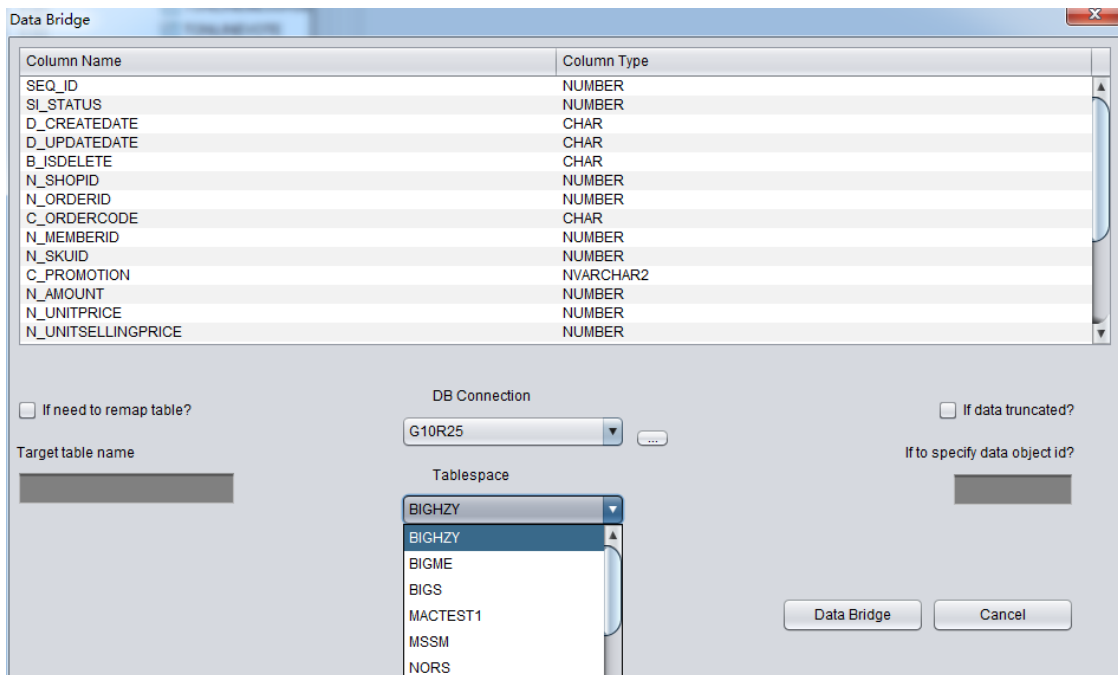 Data Bridge
Column Name Column Type
SEQ_ID NUMBER
SI_STATUS NUMBER
D_CREATEDATE CHAR
D_UPDATEDATE CHAR
B_ISDELETE CHAR
N_SHOPID NUMBER
N_ORDERID NUMBER
C_ORDERCODE CHAR
N_MEMBERID NUMBER
N_SKUID NUMBER
C_PROMOTION NVARCHAR2
N_AMOUNT NUMBER
N_UNITPRICE NUMBER
N_UNITSELLINGPRICE NUMBER
If need to remap table?
DB Connection
If data truncated?
G10R25
...
Target table name
If to specify data object id?
Tablespace
BIGHZY
BIGHZY
BIGME
BIGS
MACTEST1
MSSM
NORS
Data Bridge Cancel